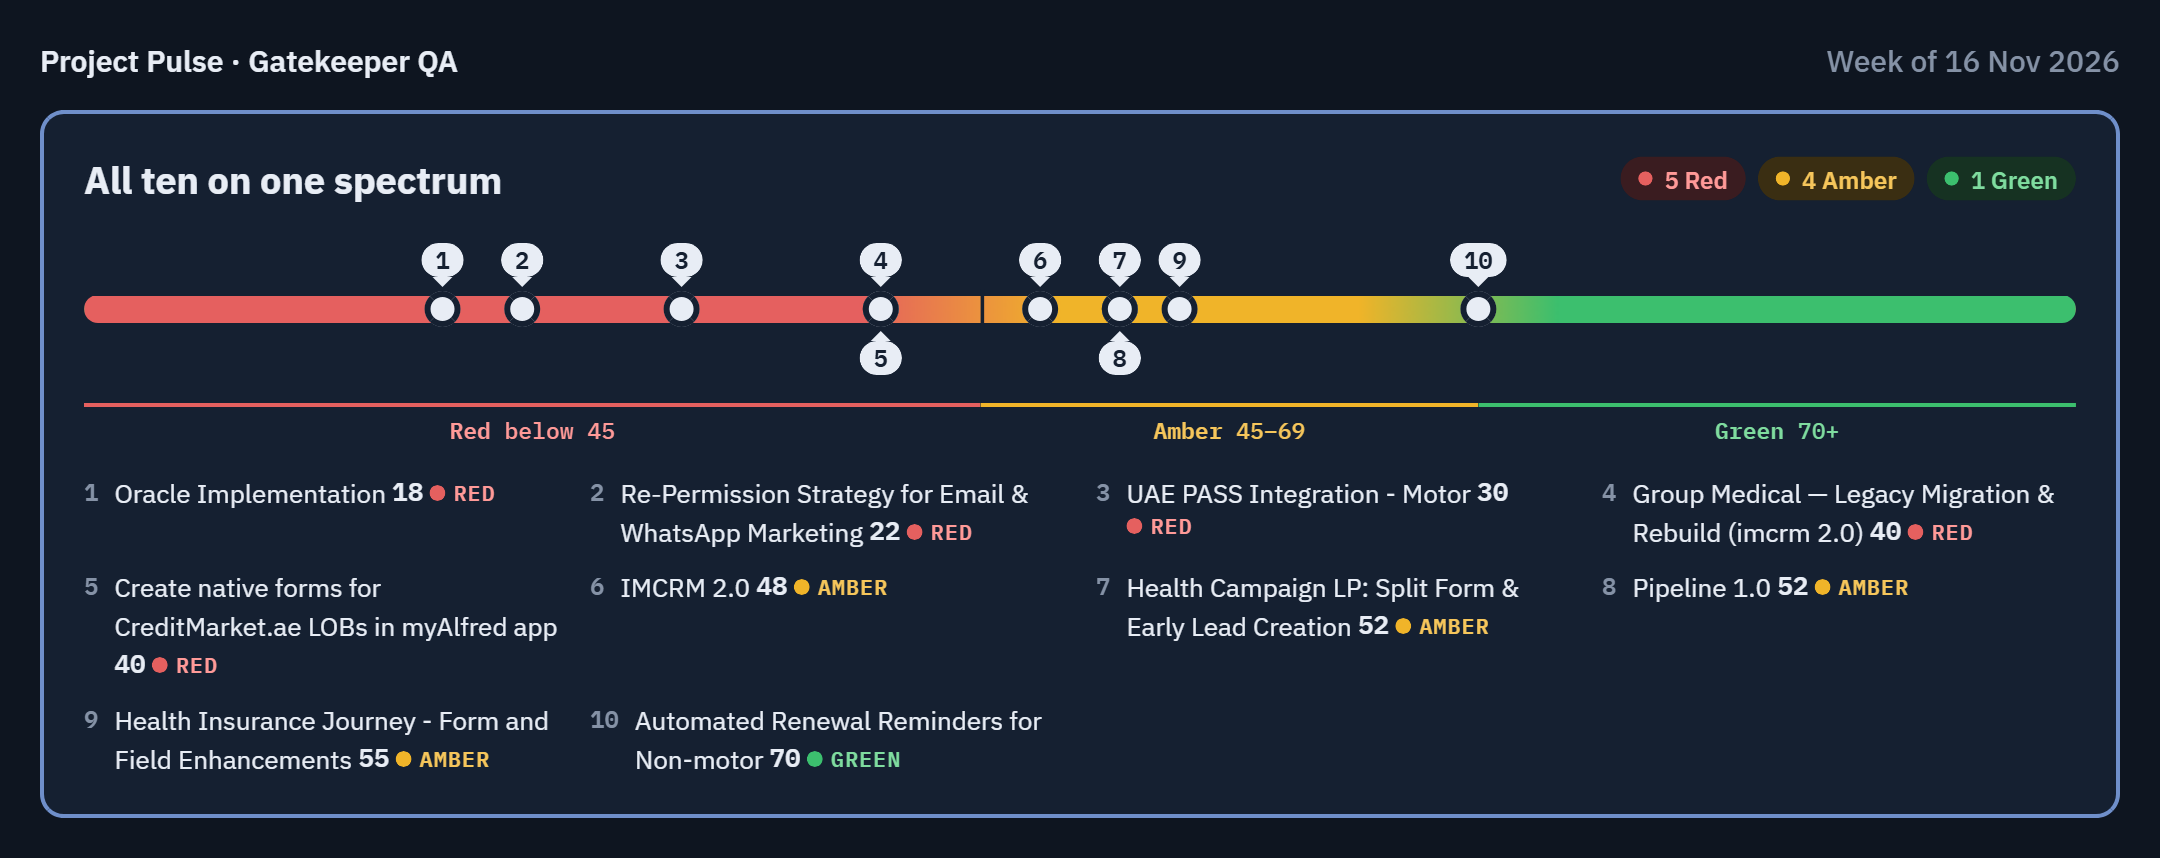 Project Pulse · Gatekeeper QA
Week of 16 Nov 2026
All ten on one spectrum
5 Red
4 Amber
1 Green
1 2 3 4 6 7 9 10
5 8
Red below 45
Amber 45–69
Green 70+
1 Oracle Implementation 18 RED
2 Re-Permission Strategy for Email &
WhatsApp Marketing 22 RED
3 UAE PASS Integration - Motor 30
RED
4 Group Medical — Legacy Migration &
Rebuild (imcrm 2.0) 40 RED
5 Create native forms for
CreditMarket.ae LOBs in myAlfred app
40 RED
6 IMCRM 2.0 48 AMBER
7 Health Campaign LP: Split Form &
Early Lead Creation 52 AMBER
8 Pipeline 1.0 52 AMBER
9 Health Insurance Journey - Form and
Field Enhancements 55 AMBER
10 Automated Renewal Reminders for
Non-motor 70 GREEN